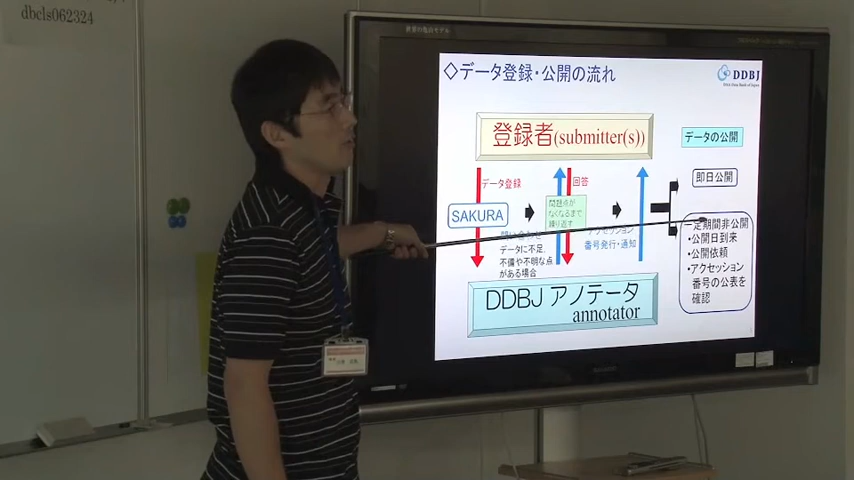 dbcls062324
◇データ登録・公開の流れ
DDBJ
登録者(submitter(s))
データの公開
データ登録
回答
即日公開
SAKURA
問題点が
なくなるまで
繰り返す
問い合わせ
データに不足,
不備や不明な点
がある場合
アクセッション
番号発行・通知
一定期間非公開
・公開日到来
・公開依頼
・アクセッション
番号の公表を
確認
DDBJ アノテータ
annotator